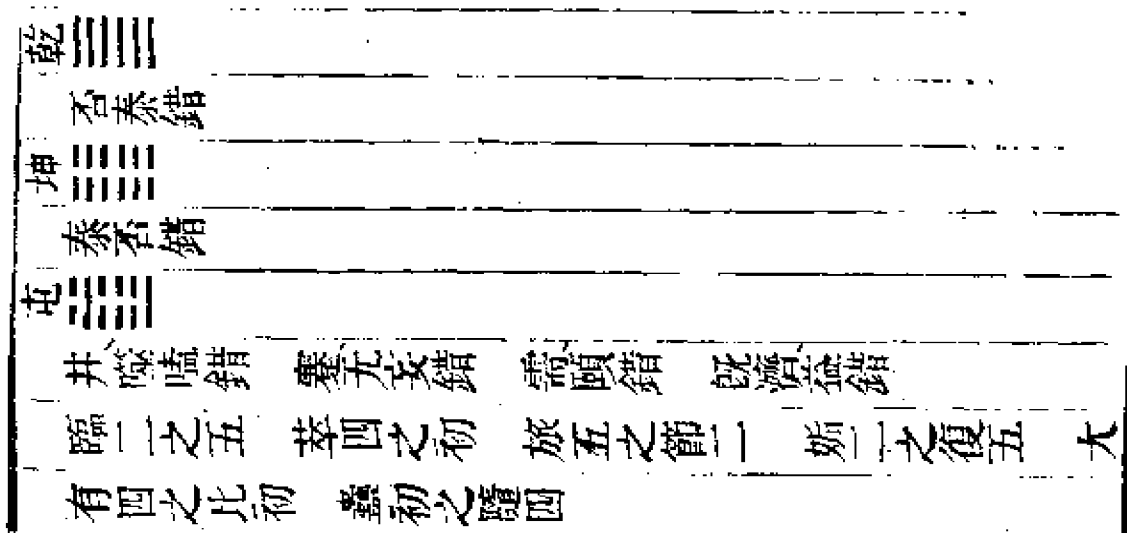 乾䷀
否泰錯
坤䷁
泰否錯
屯䷂
井噬嗑錯 蹇无妄錯 需頤錯 既濟益錯
臨二之五 萃四之初 旅五之節二 姤二之復五 大
有四之比初 蠱初之隨四